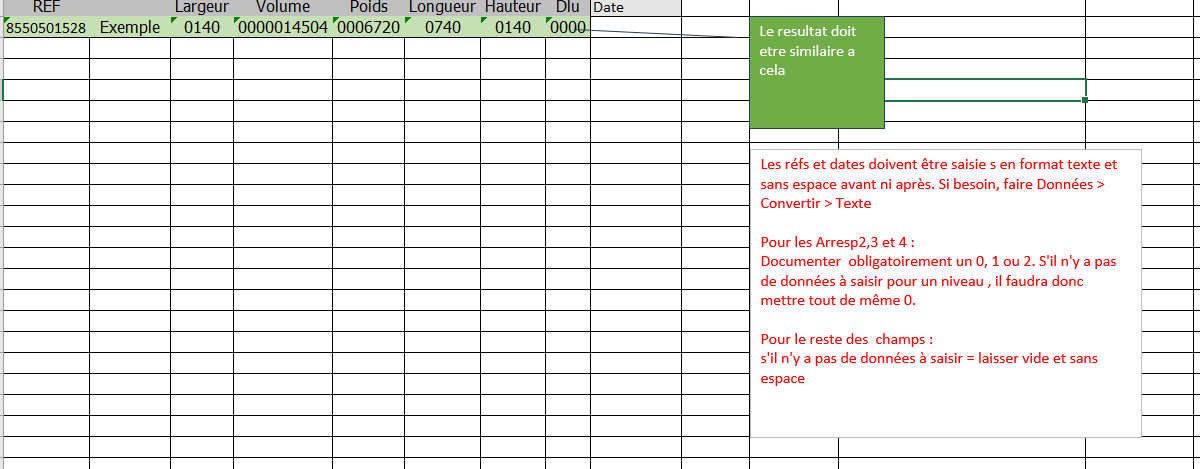 REF Largeur Volume Poids Longueur Hauteur Dlu Date
8550501528 Exemple 0140 0000014504 0006720 0740 0140 0000
Le resultat doit
etre similaire a
cela
Les réfs et dates doivent être saisie s en format texte et
sans espace avant ni après. Si besoin, faire Données >
Convertir > Texte
Pour les Arresp2,3 et 4 :
Documenter obligatoirement un 0, 1 ou 2. S'il n'y a pas
de données à saisir pour un niveau , il faudra donc
mettre tout de même 0.
Pour le reste des champs :
s'il n'y a pas de données à saisir = laisser vide et sans
espace